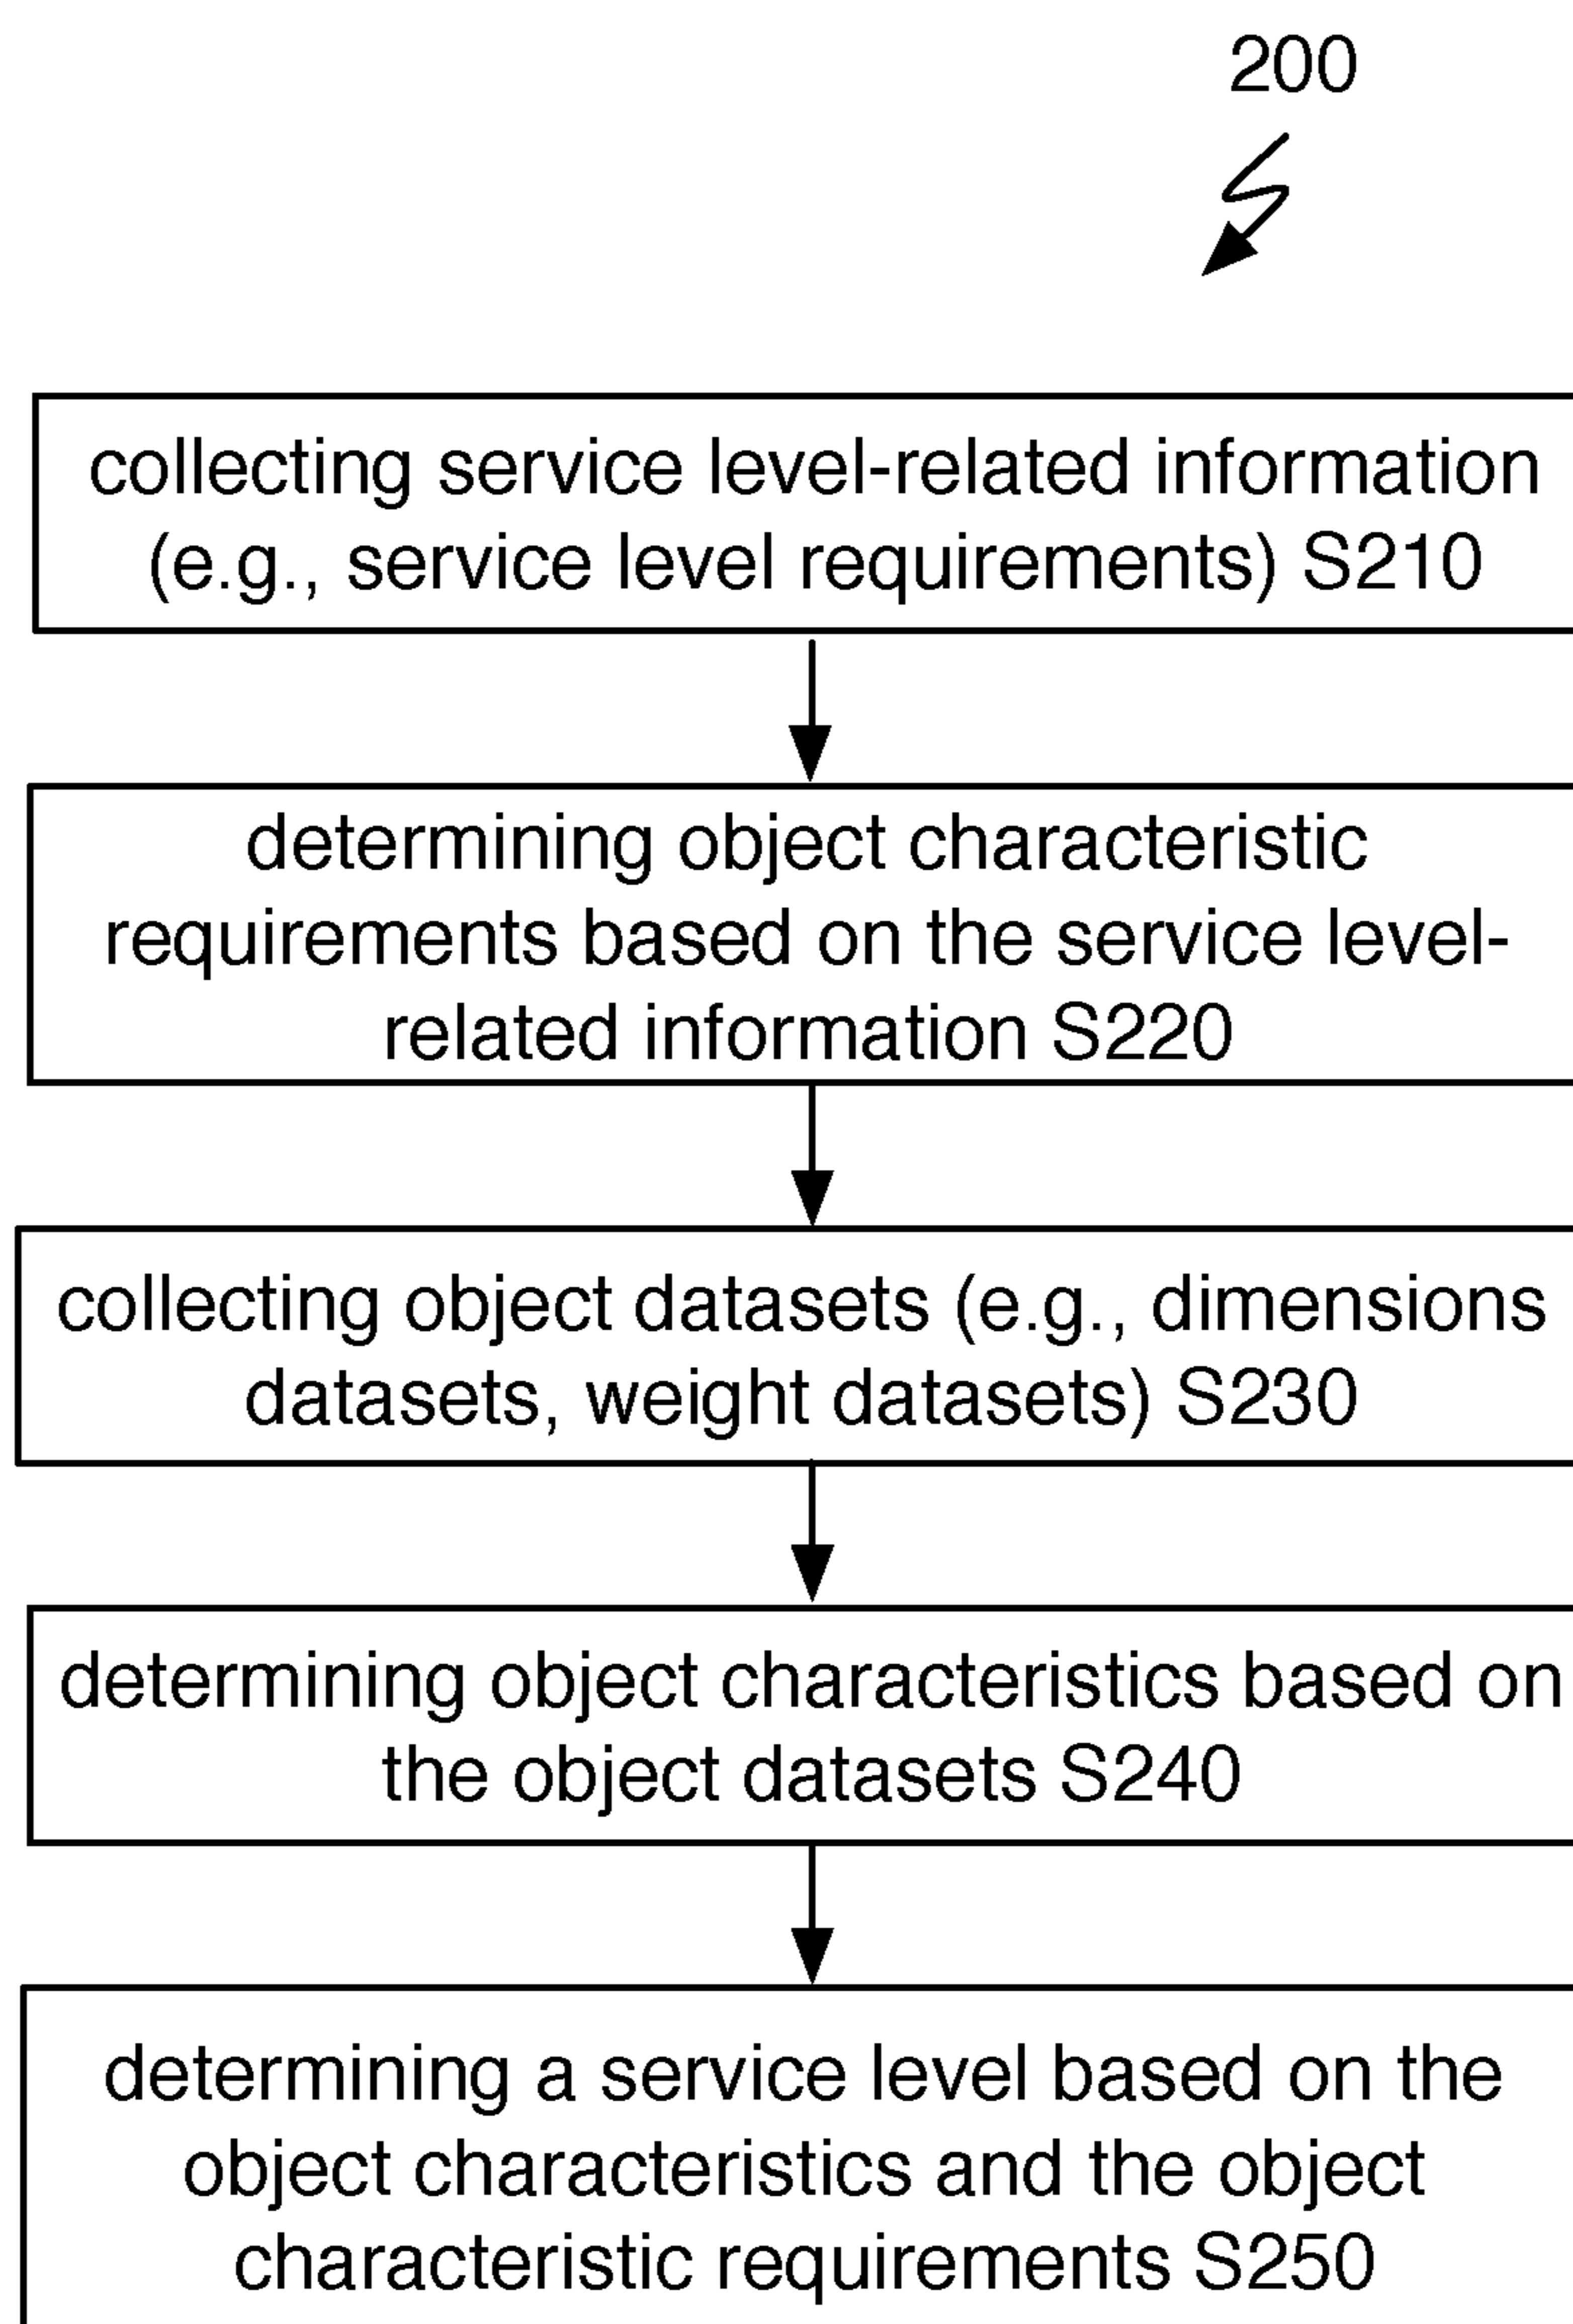 200
collecting service level-related information
(e.g., service level requirements) S210
determining object characteristic
requirements based on the service level-
related information S220
collecting object datasets (e.g., dimensions
datasets, weight datasets) S230
determining object characteristics based on
the object datasets S240
determining a service level based on the
object characteristics and the object
characteristic requirements S250